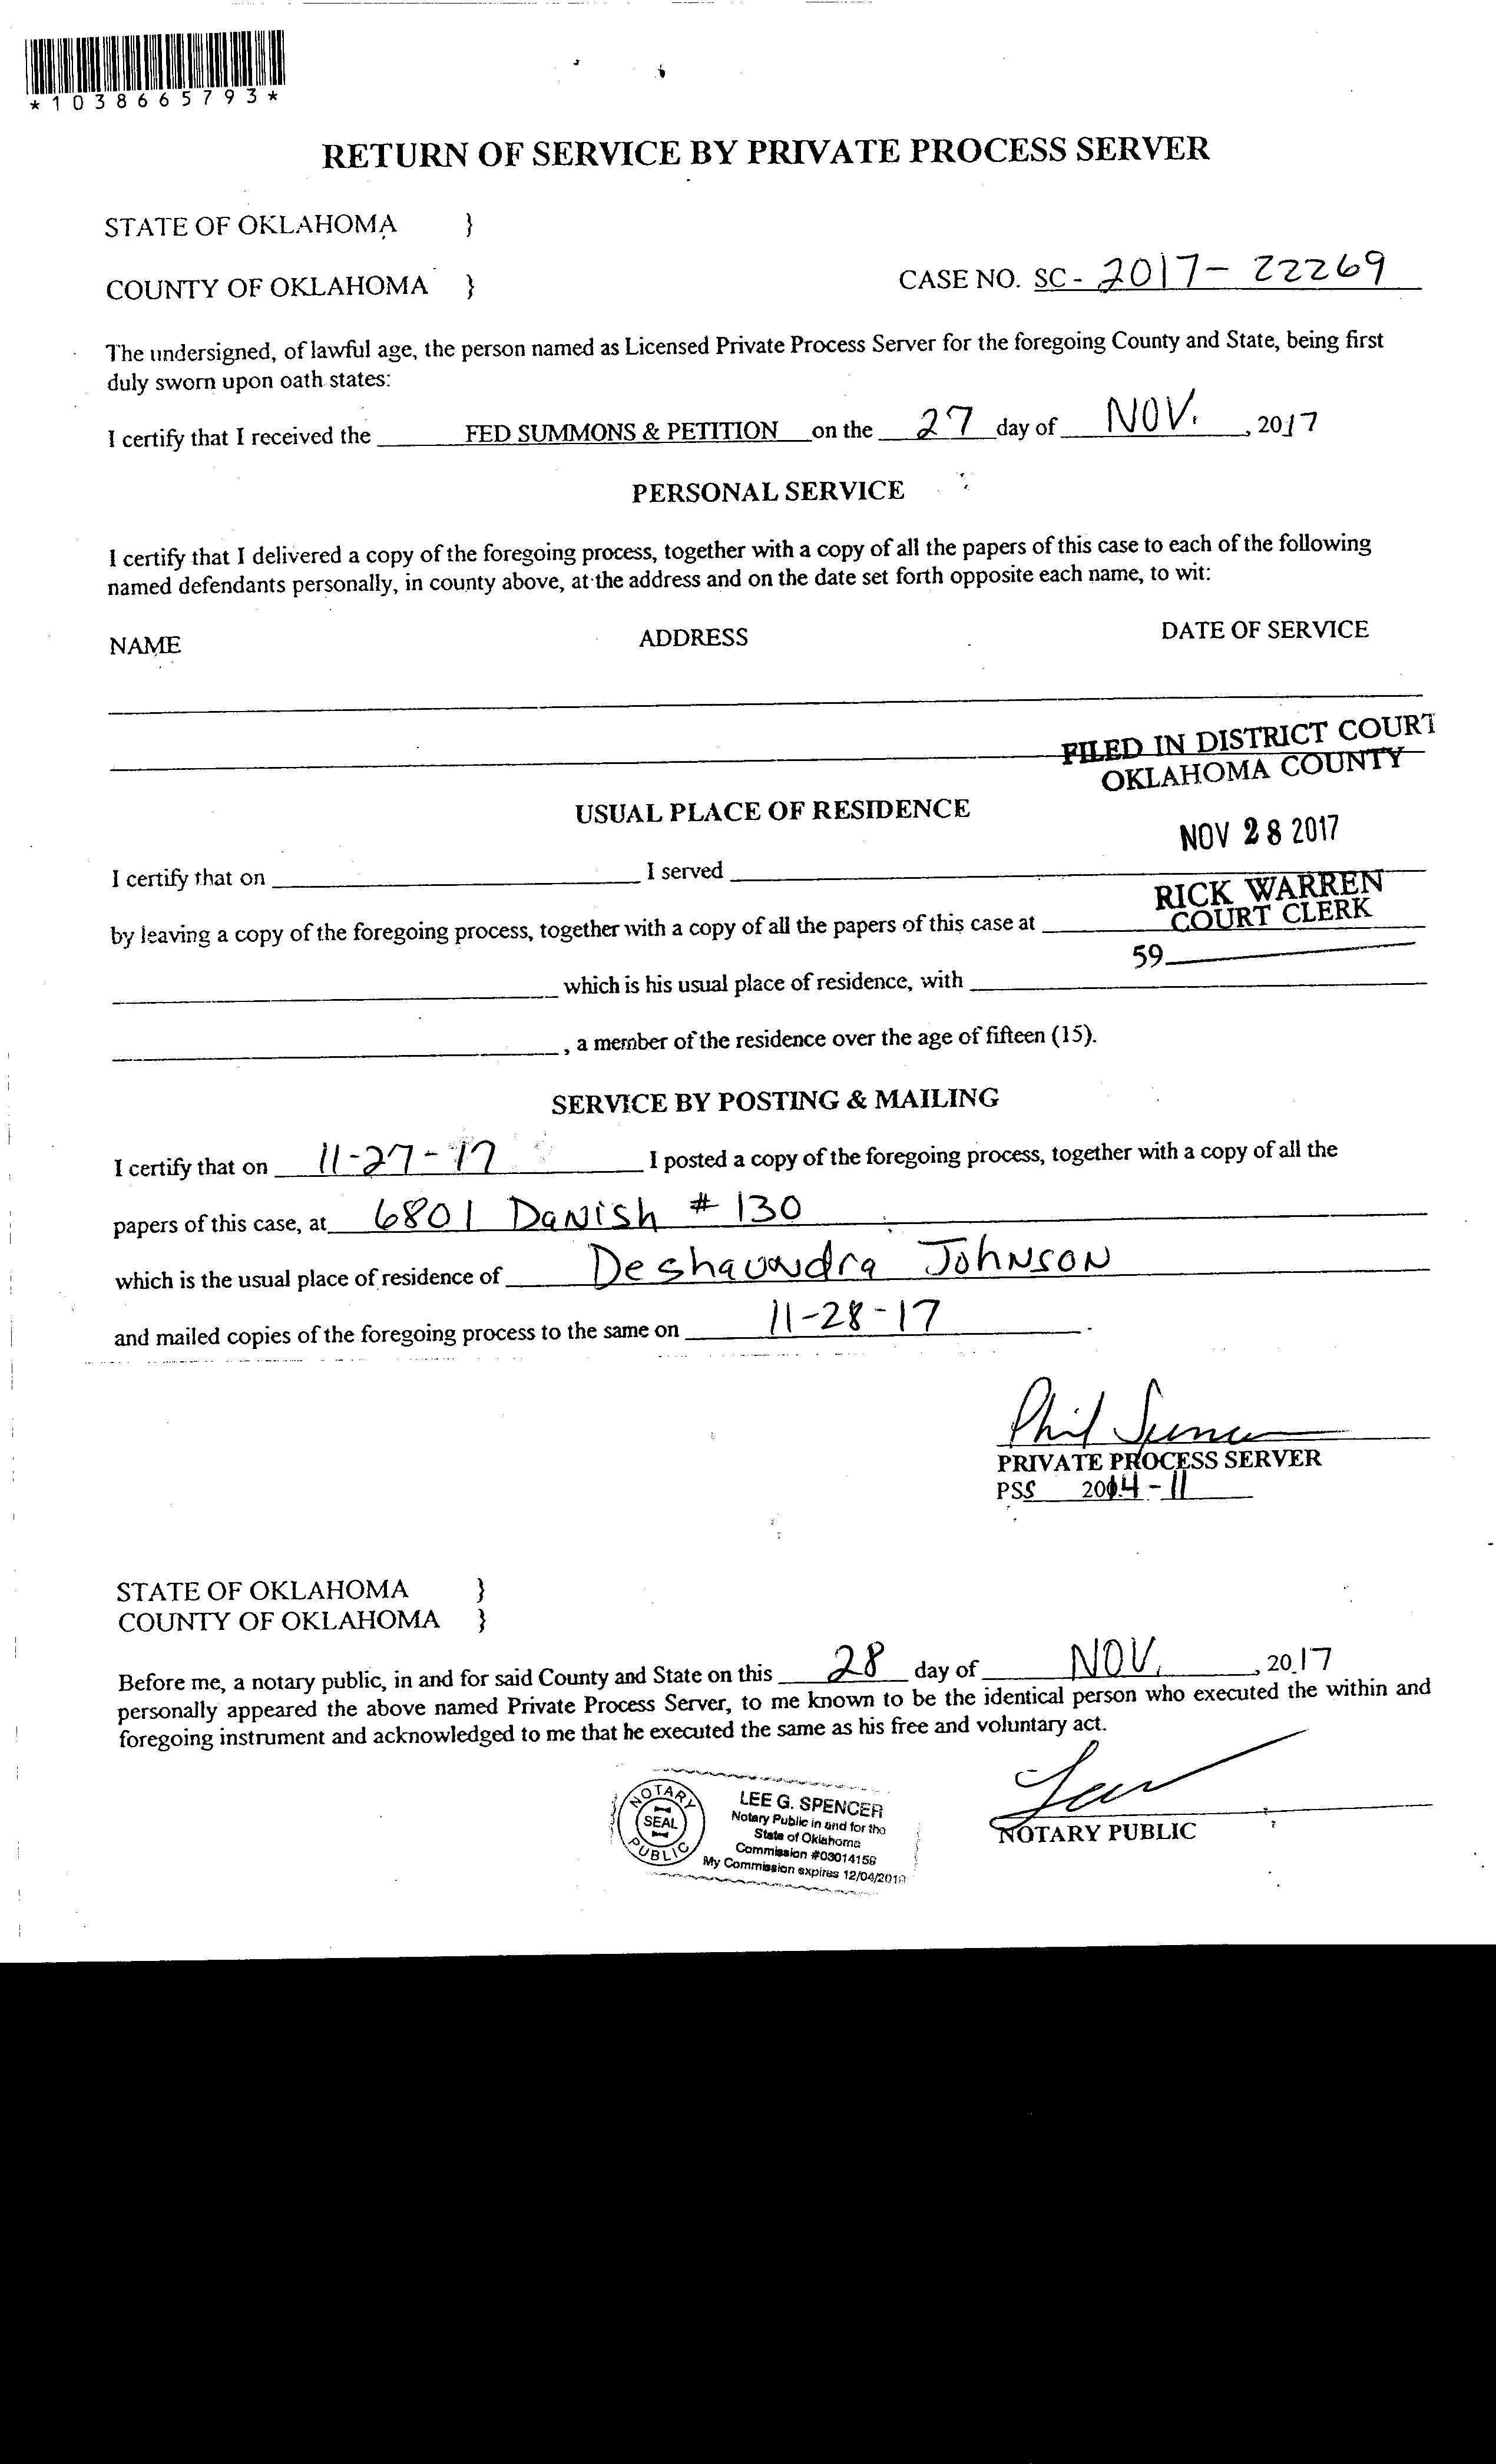 *1038665793*
RETURN OF SERVICE BY PRIVATE PROCESS SERVER
STATE OF OKLAHOMA }
COUNTY OF OKLAHOMA }
CASE NO. SC - 2017- 22269
The undersigned, of lawful age, the person named as Licensed Private Process Server for the foregoing County and State, being first
duly sworn upon oath states:
I certify that I received the FED SUMMONS & PETITION on the 27 day of NOV. , 2017
PERSONAL SERVICE
I certify that I delivered a copy of the foregoing process, together with a copy of all the papers of this case to each of the following
named defendants personally, in county above, at the address and on the date set forth opposite each name, to wit:
NAME ADDRESS DATE OF SERVICE
FILED IN DISTRICT COURT
OKLAHOMA COUNTY
USUAL PLACE OF RESIDENCE
NOV 28 2017
I certify that on I served
RICK WARREN
COURT CLERK
by leaving a copy of the foregoing process, together with a copy of all the papers of this case at
59
which is his usual place of residence, with
, a member of the residence over the age of fifteen (15).
SERVICE BY POSTING & MAILING
I certify that on 11-27-17 I posted a copy of the foregoing process, together with a copy of all the
papers of this case, at 6801 Danish # 130
which is the usual place of residence of Deshaundra Johnson
and mailed copies of the foregoing process to the same on 11-28-17 .
Phil Spencer
PRIVATE PROCESS SERVER
PSS 2014-11
STATE OF OKLAHOMA }
COUNTY OF OKLAHOMA }
Before me, a notary public, in and for said County and State on this 28 day of NOV. , 2017
personally appeared the above named Private Process Server, to me known to be the identical person who executed the within and
foregoing instrument and acknowledged to me that he executed the same as his free and voluntary act.
NOTARY
SEAL
PUBLIC
LEE G. SPENCER
Notary Public in and for the
State of Oklahoma
Commission #03014156
My Commission expires 12/04/201
NOTARY PUBLIC